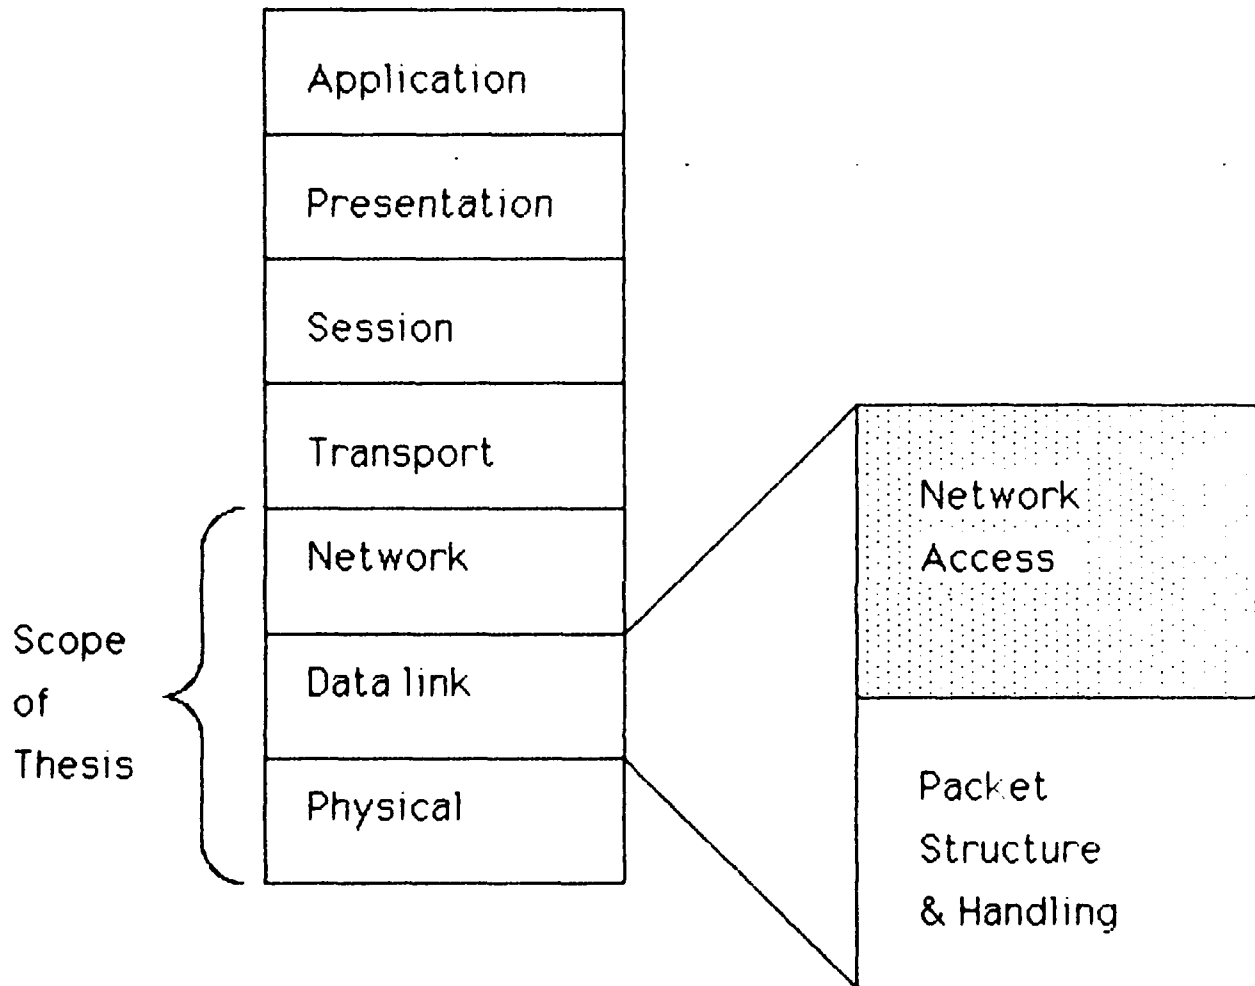 Application
Presentation
Session
Transport
Network
Data link
Physical
Scope
of
Thesis
Network
Access
Packet
Structure
& Handling